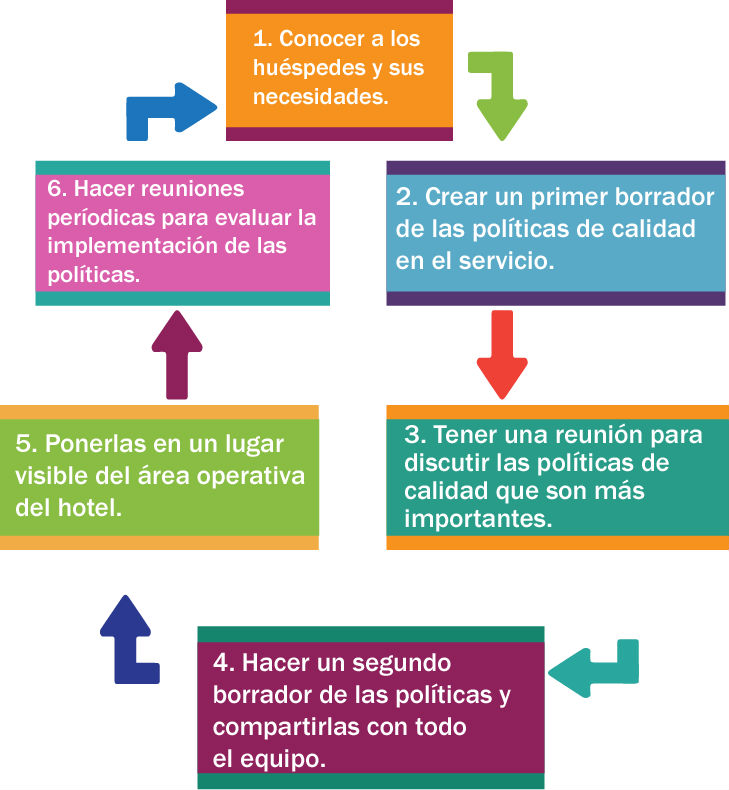 1. Conocer a los
huéspedes y sus
necesidades.
2. Crear un primer borrador
de las políticas de calidad
en el servicio.
3. Tener una reunión para
discutir las políticas de
calidad que son más
importantes.
4. Hacer un segundo
borrador de las políticas y
compartirlas con todo
el equipo.
5. Ponerlas en un lugar
visible del área operativa
del hotel.
6. Hacer reuniones
períodicas para evaluar la
implementación de las
políticas.